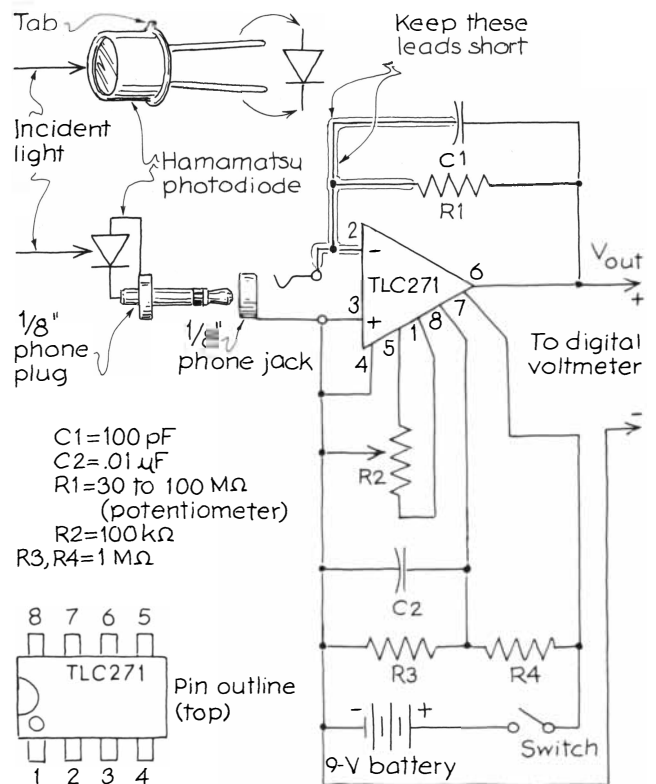 Tab
Keep these
leads short
Incident
light
Hamamatsu
photodiode
C1
R1
2
-
TLC271
6
Vout
+
3
+
7
8
1
5
4
1/8"
phone
plug
1/8"
phone jack
To digital
voltmeter
-
C1=100 pF
C2=.01 μF
R1=30 to 100 MΩ
(potentiometer)
R2=100kΩ
R3,R4=1 MΩ
R2
C2
R3
R4
8 7 6 5
TLC271
1 2 3 4
Pin outline
(top)
- +
9-V battery
Switch